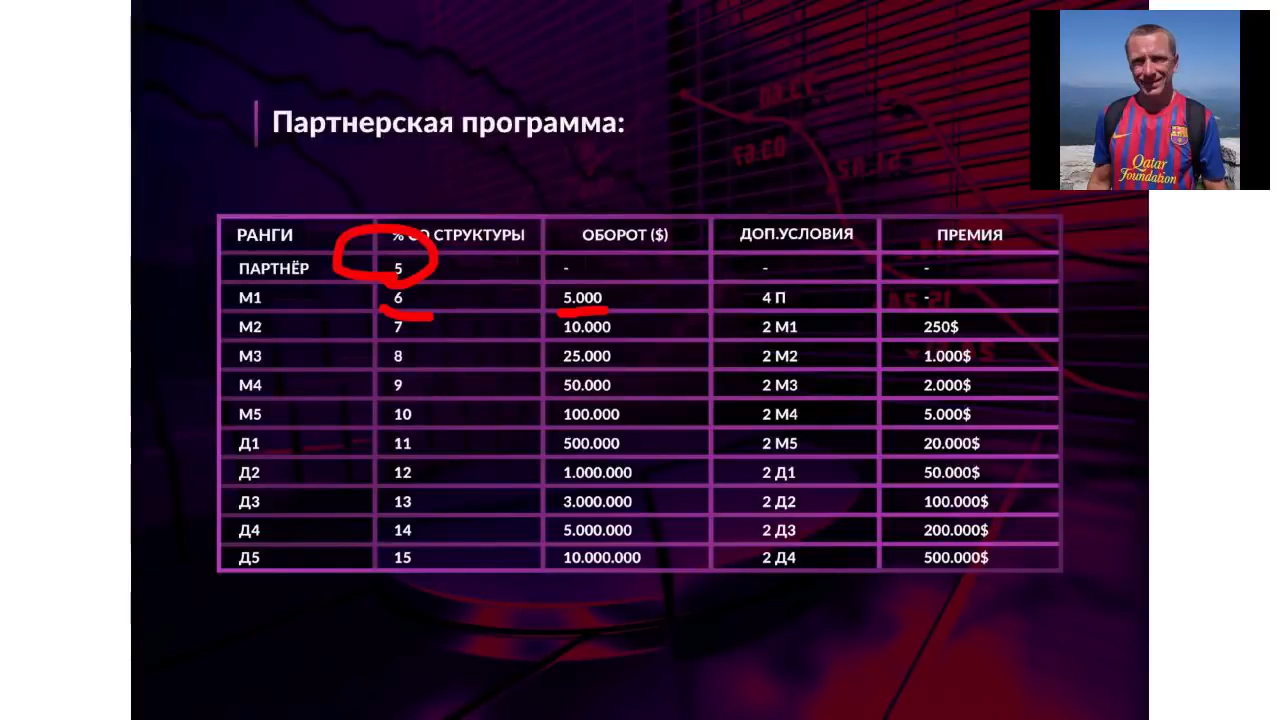 Партнерская программа:
РАНГИ % СО СТРУКТУРЫ ОБОРОТ ($) ДОП.УСЛОВИЯ ПРЕМИЯ
ПАРТНЁР 5 - - -
М1 6 5.000 4 П -
М2 7 10.000 2 М1 250$
М3 8 25.000 2 М2 1.000$
М4 9 50.000 2 М3 2.000$
М5 10 100.000 2 М4 5.000$
Д1 11 500.000 2 М5 20.000$
Д2 12 1.000.000 2 Д1 50.000$
Д3 13 3.000.000 2 Д2 100.000$
Д4 14 5.000.000 2 Д3 200.000$
Д5 15 10.000.000 2 Д4 500.000$
Qatar
Foundation